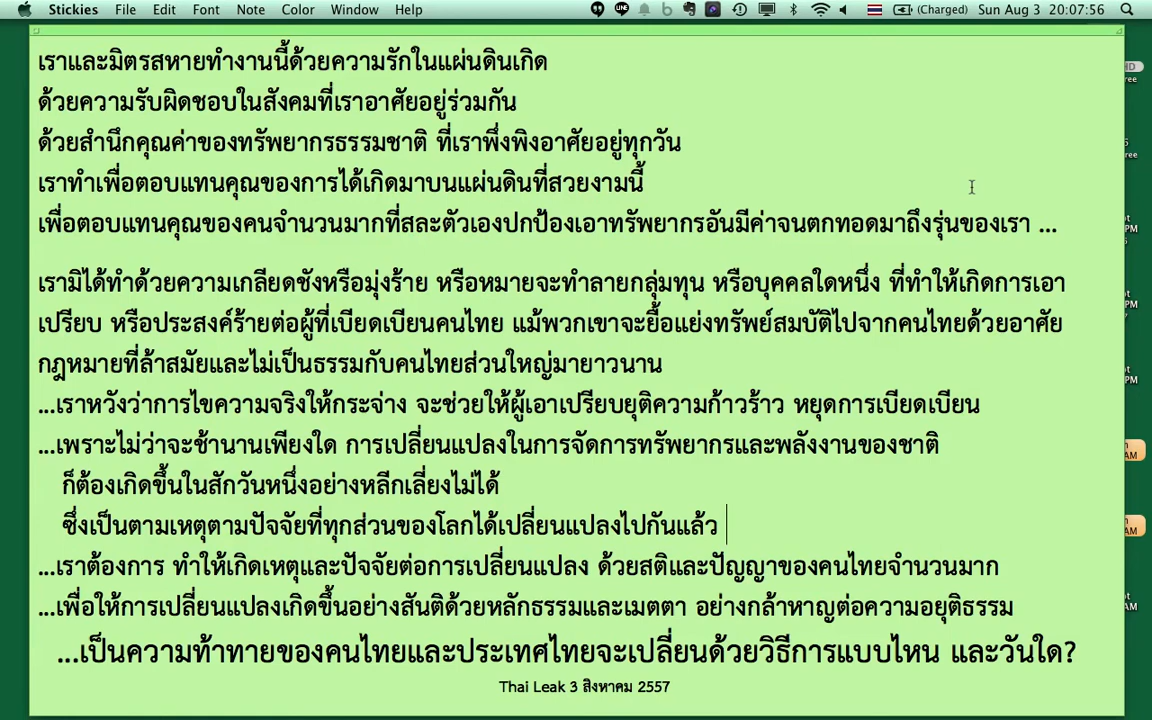 Stickies File Edit Font Note Color Window Help (Charged) Sun Aug 3 20:07:56
เราและมิตรสหายทำงานนี้ด้วยความรักในแผ่นดินเกิด
ด้วยความรับผิดชอบในสังคมที่เราอาศัยอยู่ร่วมกัน
ด้วยสำนึกคุณค่าของทรัพยากรธรรมชาติ ที่เราพึ่งพิงอาศัยอยู่ทุกวัน
เราทำเพื่อตอบแทนคุณของการได้เกิดมาบนแผ่นดินที่สวยงามนี้
เพื่อตอบแทนคุณของคนจำนวนมากที่สละตัวเองปกป้องเอาทรัพยากรอันมีค่าจนตกทอดมาถึงรุ่นของเรา ...
เรามิได้ทำด้วยความเกลียดชังหรือมุ่งร้าย หรือหมายจะทำลายกลุ่มทุน หรือบุคคลใดหนึ่ง ที่ทำให้เกิดการเอา
เปรียบ หรือประสงค์ร้ายต่อผู้ที่เบียดเบียนคนไทย แม้พวกเขาจะยื้อแย่งทรัพย์สมบัติไปจากคนไทยด้วยอาศัย
กฎหมายที่ล้าสมัยและไม่เป็นธรรมกับคนไทยส่วนใหญ่มายาวนาน
...เราหวังว่าการไขความจริงให้กระจ่าง จะช่วยให้ผู้เอาเปรียบยุติความก้าวร้าว หยุดการเบียดเบียน
...เพราะไม่ว่าจะช้านานเพียงใด การเปลี่ยนแปลงในการจัดการทรัพยากรและพลังงานของชาติ
ก็ต้องเกิดขึ้นในสักวันหนึ่งอย่างหลีกเลี่ยงไม่ได้
ซึ่งเป็นตามเหตุตามปัจจัยที่ทุกส่วนของโลกได้เปลี่ยนแปลงไปกันแล้ว
...เราต้องการ ทำให้เกิดเหตุและปัจจัยต่อการเปลี่ยนแปลง ด้วยสติและปัญญาของคนไทยจำนวนมาก
...เพื่อให้การเปลี่ยนแปลงเกิดขึ้นอย่างสันติด้วยหลักธรรมและเมตตา อย่างกล้าหาญต่อความอยุติธรรม
...เป็นความท้าทายของคนไทยและประเทศไทยจะเปลี่ยนด้วยวิธีการแบบไหน และวันใด?
Thai Leak 3 สิงหาคม 2557